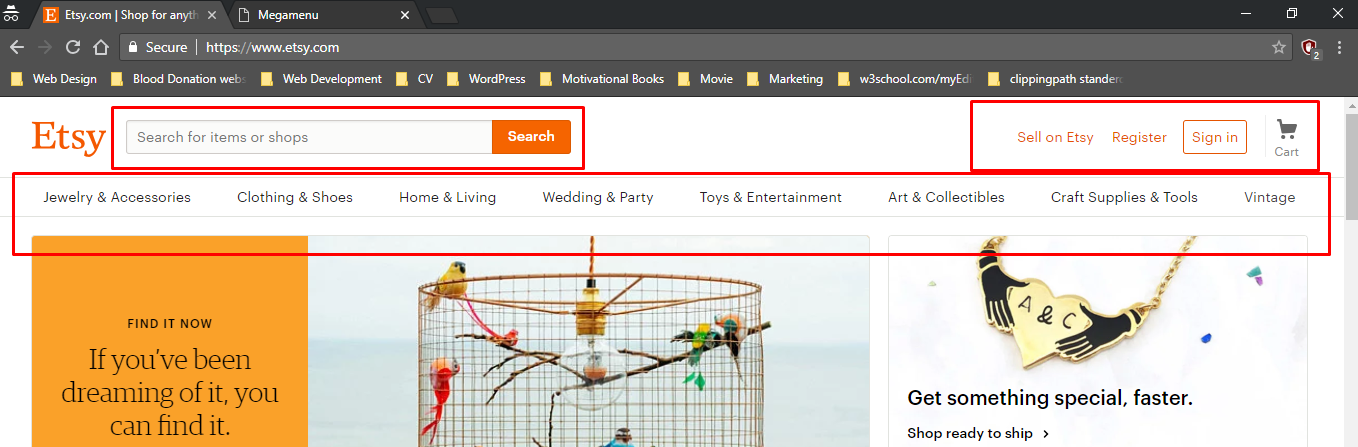 Etsy.com | Shop for anyth
Megamenu
Secure | https://www.etsy.com
2
Web Design Blood Donation webs Web Development CV WordPress Motivational Books Movie Marketing w3school.com/myEdi clippingpath standerd
Etsy Search for items or shops Search Sell on Etsy Register Sign in Cart
Jewelry & Accessories Clothing & Shoes Home & Living Wedding & Party Toys & Entertainment Art & Collectibles Craft Supplies & Tools Vintage
FIND IT NOW
If you've been
dreaming of it, you
can find it.
A & C
Get something special, faster.
Shop ready to ship